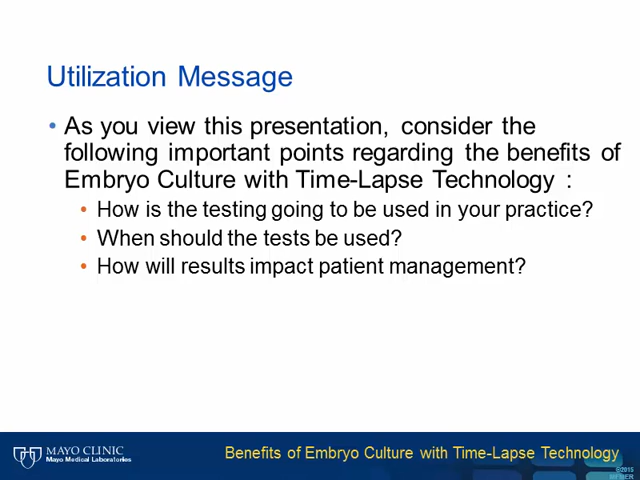 Utilization Message
• As you view this presentation, consider the
following important points regarding the benefits of
Embryo Culture with Time-Lapse Technology :
• How is the testing going to be used in your practice?
• When should the tests be used?
• How will results impact patient management?
MAYO CLINIC
Mayo Medical Laboratories
Benefits of Embryo Culture with Time-Lapse Technology
©2015
MFMER